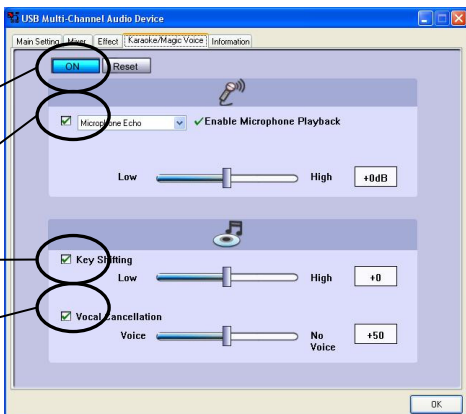 USB Multi-Channel Audio Device
Main Setting Mixer Effect Karaoke/Magic Voice Information
ON Reset
Microphone Echo Enable Microphone Playback
Low High +0dB
Key Shifting
Low High +0
Vocal Cancellation
Voice No Voice +50
OK